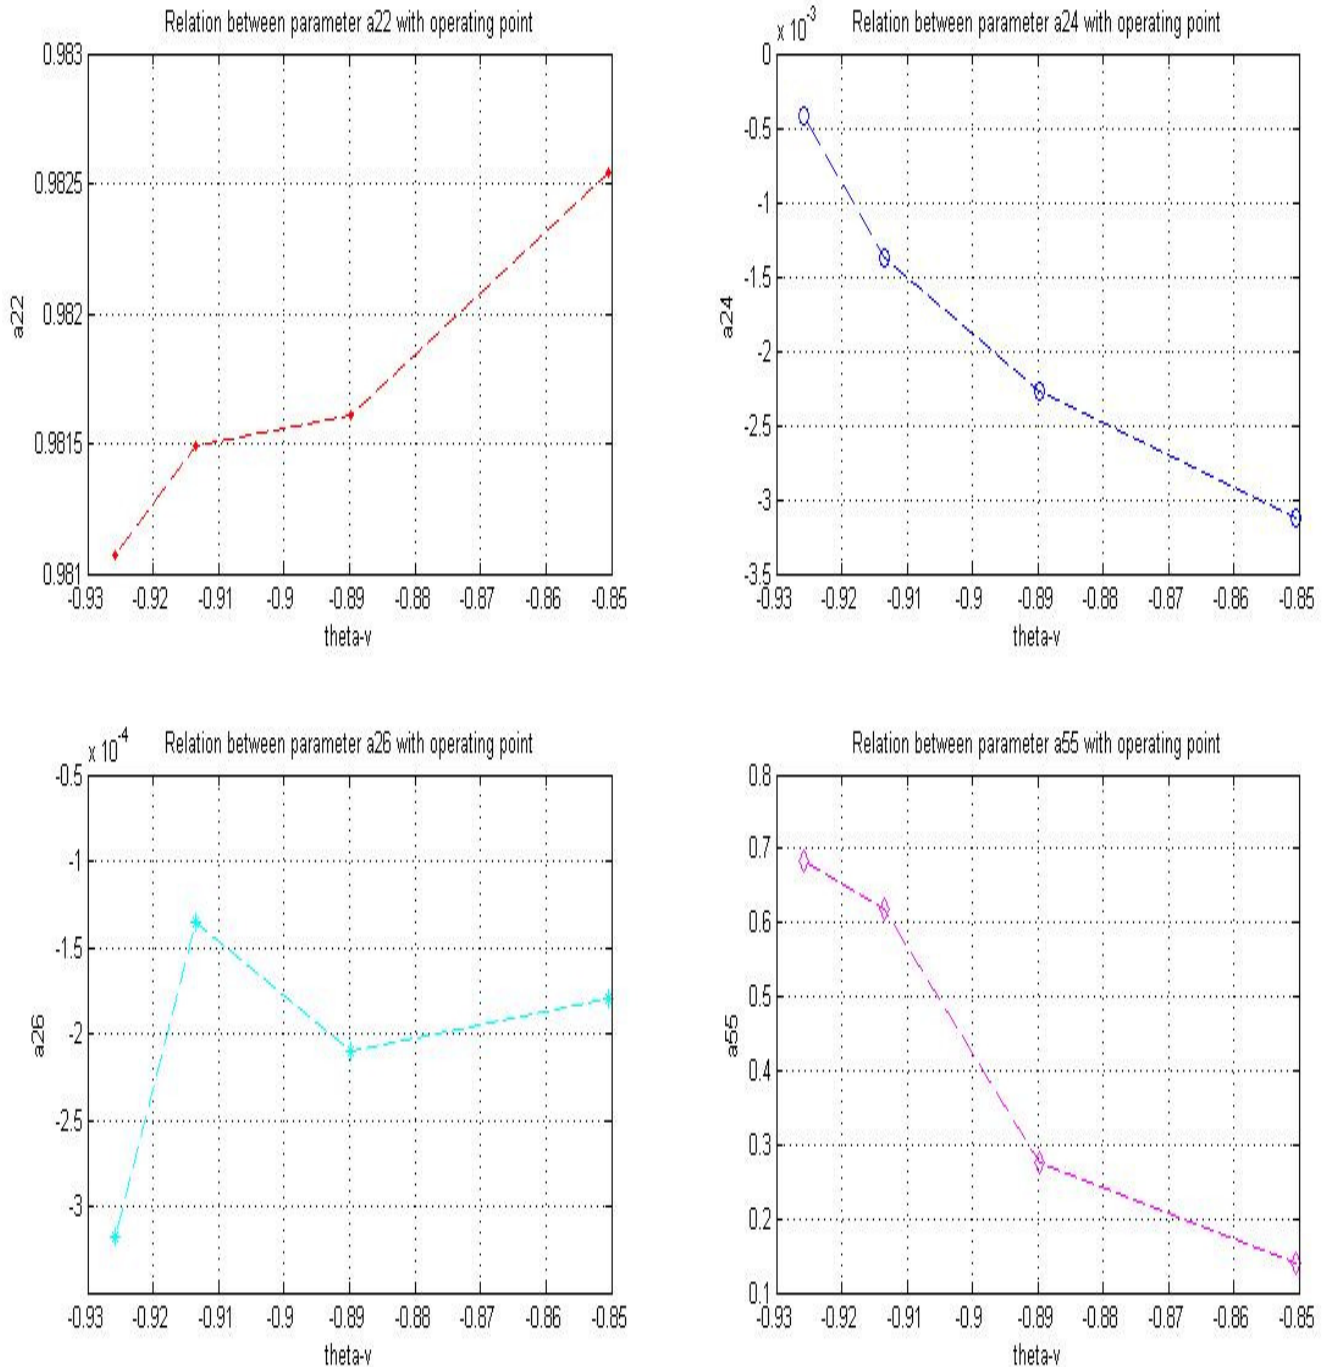 Relation between parameter a22 with operating point
0.983
0.9825
0.982
0.9815
0.981
a22
-0.93 -0.92 -0.91 -0.9 -0.89 -0.88 -0.87 -0.86 -0.85
theta-v
Relation between parameter a24 with operating point
x 10-3
0
-0.5
-1
-1.5
-2
-2.5
-3
-3.5
a24
-0.93 -0.92 -0.91 -0.9 -0.89 -0.88 -0.87 -0.86 -0.85
theta-v
Relation between parameter a26 with operating point
x 10-4
-0.5
-1
-1.5
-2
-2.5
-3
a26
-0.93 -0.92 -0.91 -0.9 -0.89 -0.88 -0.87 -0.86 -0.85
theta-v
Relation between parameter a55 with operating point
0.8
0.7
0.6
0.5
0.4
0.3
0.2
0.1
a55
-0.93 -0.92 -0.91 -0.9 -0.89 -0.88 -0.87 -0.86 -0.85
theta-v